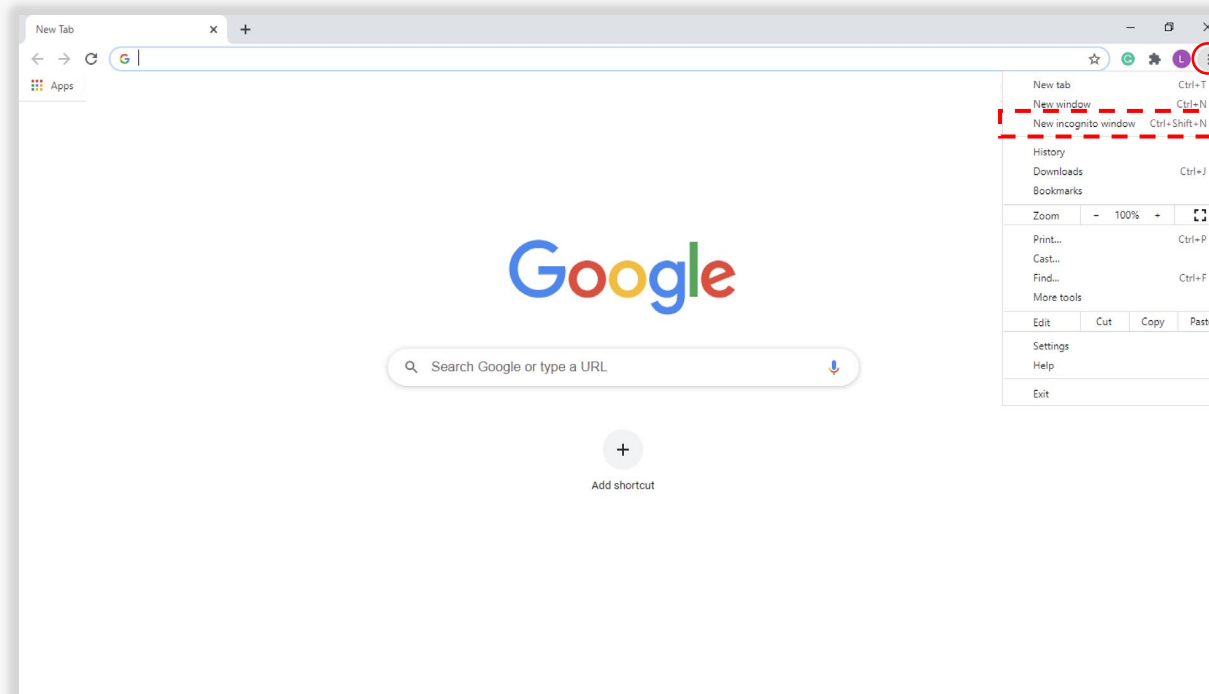 New Tab
G
L
Apps
New tab Ctrl+T
New window Ctrl+N
New incognito window Ctrl+Shift+N
History
Downloads Ctrl+J
Bookmarks
Zoom - 100% +
Print... Ctrl+P
Cast...
Find... Ctrl+F
More tools
Edit Cut Copy Past
Settings
Help
Exit
Google
Search Google or type a URL
Add shortcut